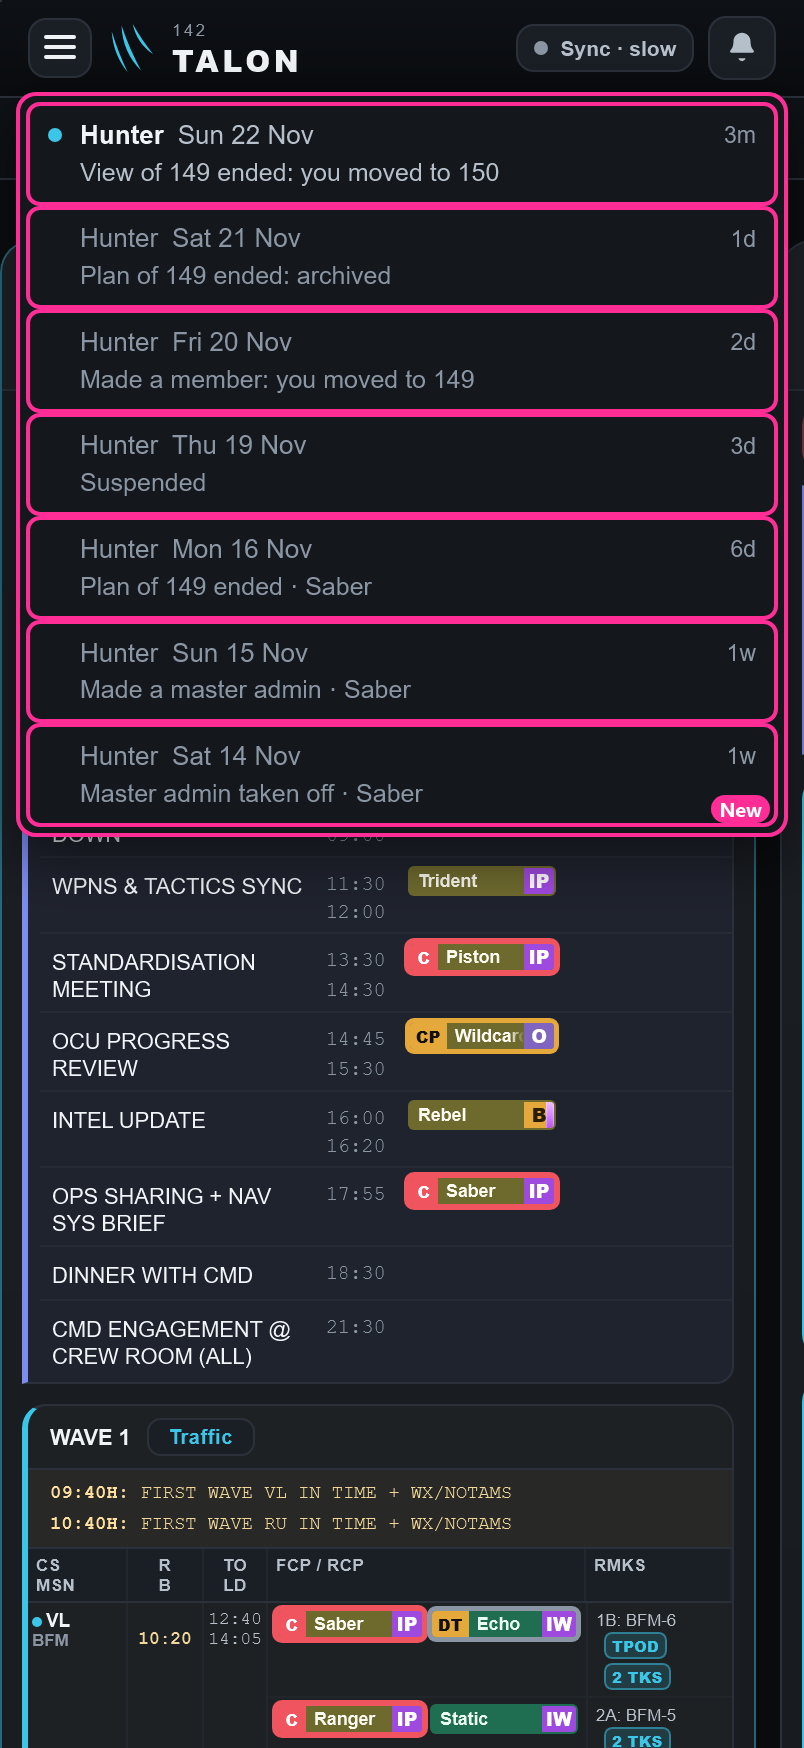 142
TALON
Sync · slow
Hunter Sun 22 Nov 3m
View of 149 ended: you moved to 150
Hunter Sat 21 Nov 1d
Plan of 149 ended: archived
Hunter Fri 20 Nov 2d
Made a member: you moved to 149
Hunter Thu 19 Nov 3d
Suspended
Hunter Mon 16 Nov 6d
Plan of 149 ended · Saber
Hunter Sun 15 Nov 1w
Made a master admin · Saber
Hunter Sat 14 Nov 1w
Master admin taken off · Saber
New
WPNS & TACTICS SYNC 11:30 Trident IP
12:00
STANDARDISATION 13:30 C Piston IP
MEETING 14:30
OCU PROGRESS 14:45 CP Wildcar O
REVIEW 15:30
INTEL UPDATE 16:00 Rebel B
16:20
OPS SHARING + NAV 17:55 C Saber IP
SYS BRIEF
DINNER WITH CMD 18:30
CMD ENGAGEMENT @ 21:30
CREW ROOM (ALL)
WAVE 1 Traffic
09:40H: FIRST WAVE VL IN TIME + WX/NOTAMS
10:40H: FIRST WAVE RU IN TIME + WX/NOTAMS
CS R TO FCP / RCP RMKS
MSN B LD
VL 12:40 C Saber IP DT Echo IW 1B: BFM-6
BFM 10:20 14:05 TPOD
2 TKS
C Ranger IP Static IW 2A: BFM-5
2 TKS